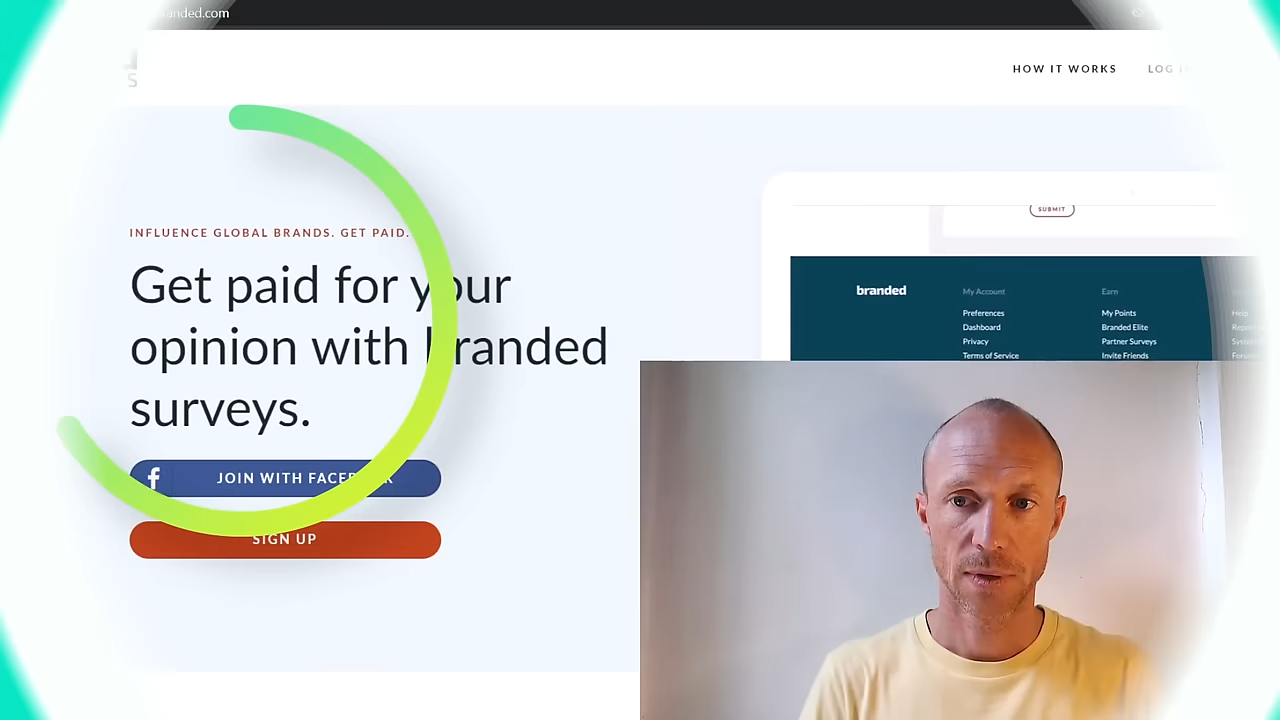 anded.com
HOW IT WORKS
LOG I
S
INFLUENCE GLOBAL BRANDS. GET PAID.
Get paid for your
opinion with branded
surveys.
f JOIN WITH FACEBOOK
SIGN UP
SUBMIT
branded
My Account
Earn
Preferences
My Points
Help
Dashboard
Branded Elite
Privacy
Partner Surveys
Terms of Service
Invite Friends